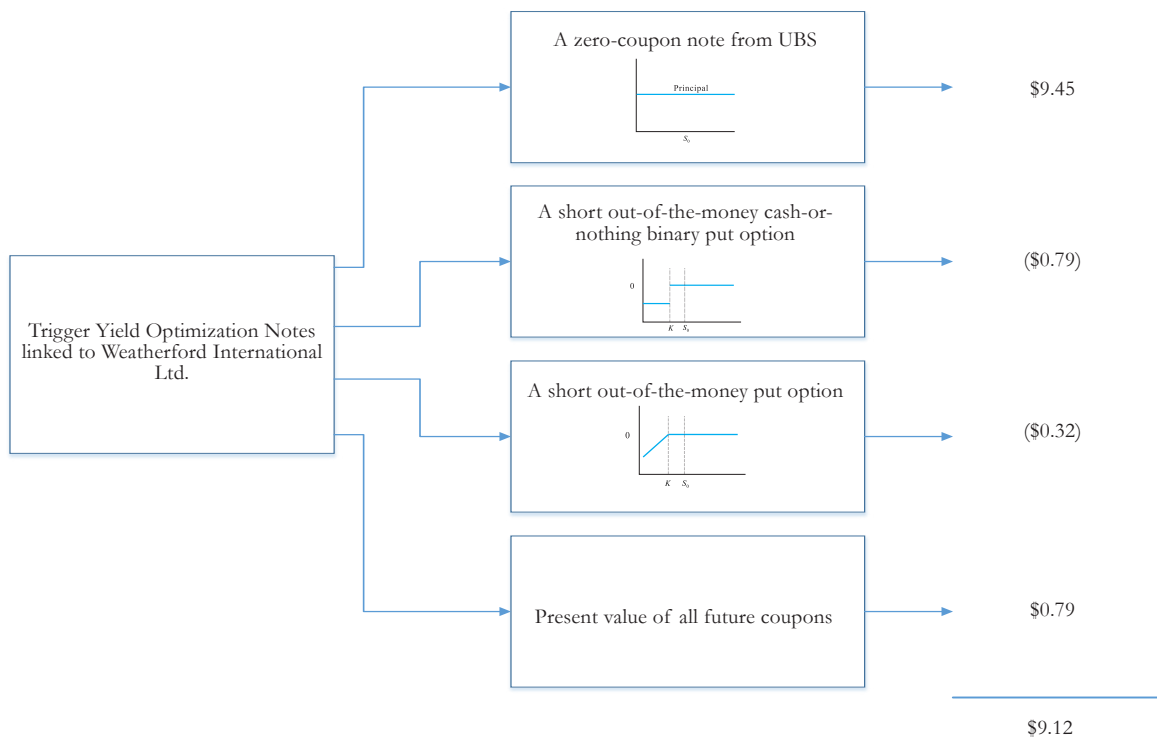 A zero-coupon note from UBS
Principal
S₀
$9.45
A short out-of-the-money cash-or-
nothing binary put option
0
K
S₀
($0.79)
Trigger Yield Optimization Notes
linked to Weatherford International
Ltd.
A short out-of-the-money put option
0
K
S₀
($0.32)
Present value of all future coupons
$0.79
$9.12